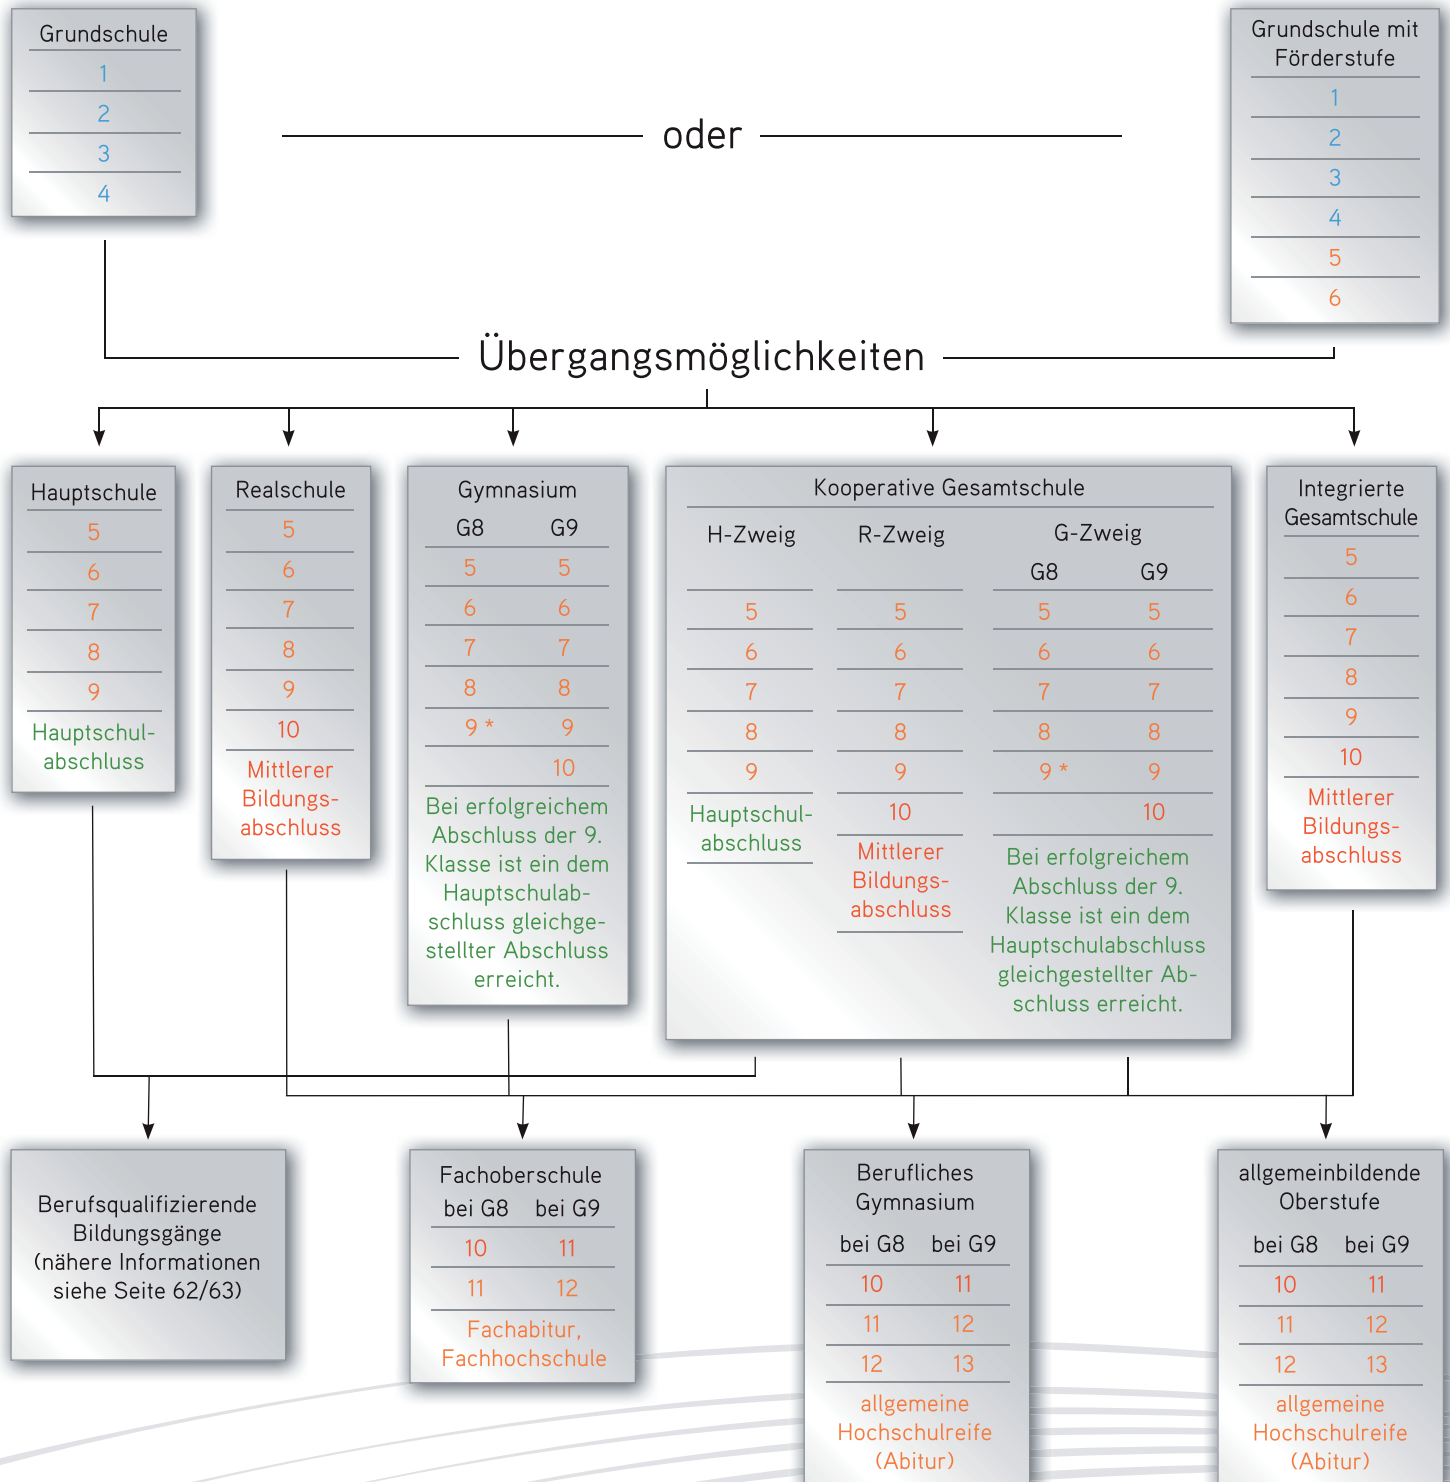 Grundschule
1
2
3
4
oder
Grundschule mit
Förderstufe
1
2
3
4
5
6
Übergangsmöglichkeiten
Hauptschule
5
6
7
8
9
Hauptschul-
abschluss
Realschule
5
6
7
8
9
10
Mittlerer
Bildungs-
abschluss
Gymnasium
G8 G9
5 5
6 6
7 7
8 8
9 * 9
10
Bei erfolgreichem
Abschluss der 9.
Klasse ist ein dem
Hauptschulab-
schluss gleichge-
stellter Abschluss
erreicht.
Kooperative Gesamtschule
H-Zweig
5
6
7
8
9
Hauptschul-
abschluss
R-Zweig
5
6
7
8
9
10
Mittlerer
Bildungs-
abschluss
G-Zweig
G8 G9
5 5
6 6
7 7
8 8
9 * 9
10
Bei erfolgreichem
Abschluss der 9.
Klasse ist ein dem
Hauptschulabschluss
gleichgestellter Ab-
schluss erreicht.
Integrierte
Gesamtschule
5
6
7
8
9
10
Mittlerer
Bildungs-
abschluss
Berufsqualifizierende
Bildungsgänge
(nähere Informationen
siehe Seite 62/63)
Fachoberschule
bei G8 bei G9
10 11
11 12
Fachabitur,
Fachhochschule
Berufliches
Gymnasium
bei G8 bei G9
10 11
11 12
12 13
allgemeine
Hochschulreife
(Abitur)
allgemeinbildende
Oberstufe
bei G8 bei G9
10 11
11 12
12 13
allgemeine
Hochschulreife
(Abitur)